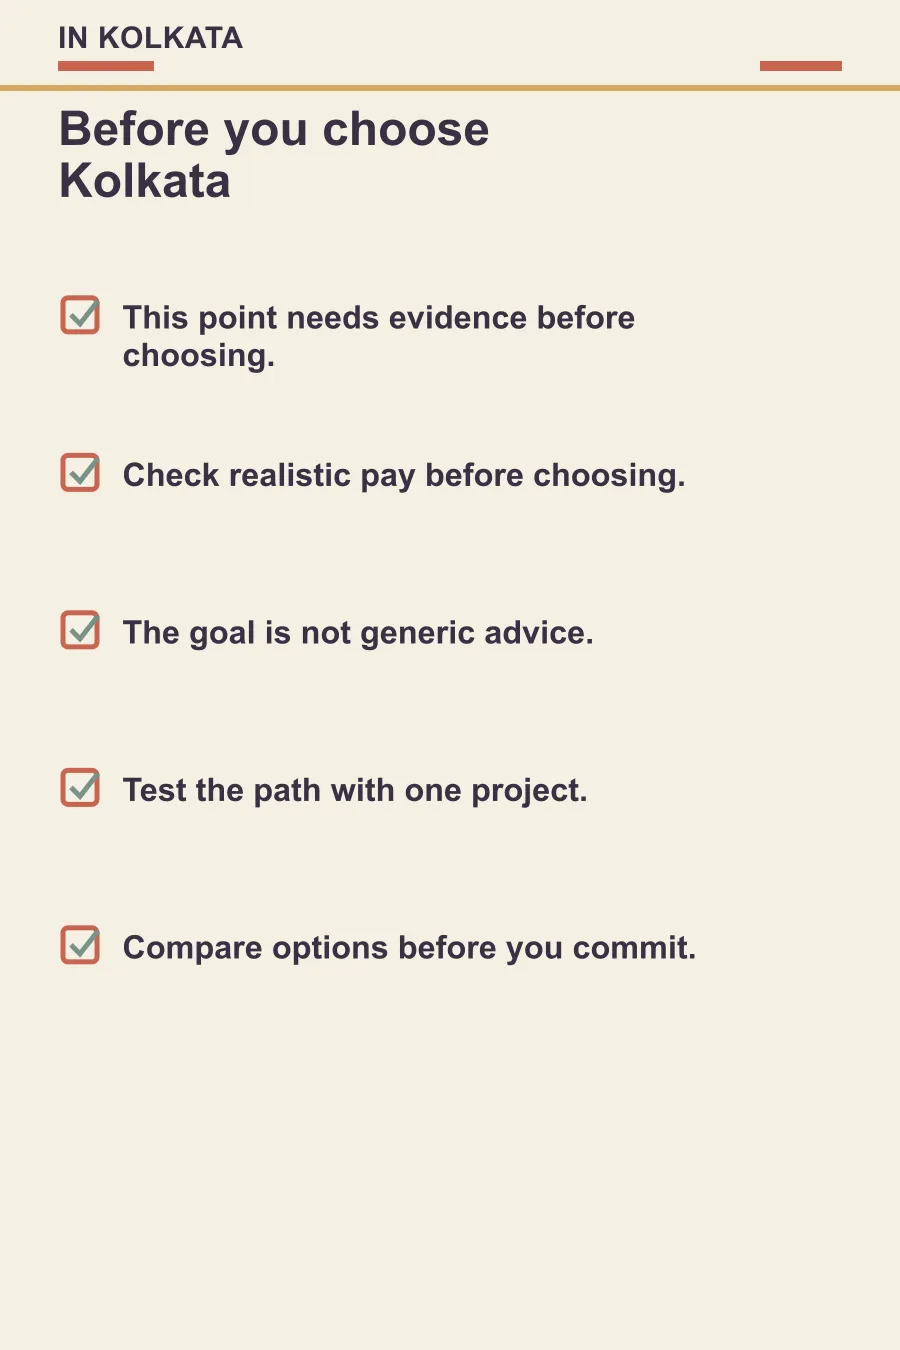 IN KOLKATA
Before you choose
Kolkata
This point needs evidence before
choosing.
Check realistic pay before choosing.
The goal is not generic advice.
Test the path with one project.
Compare options before you commit.